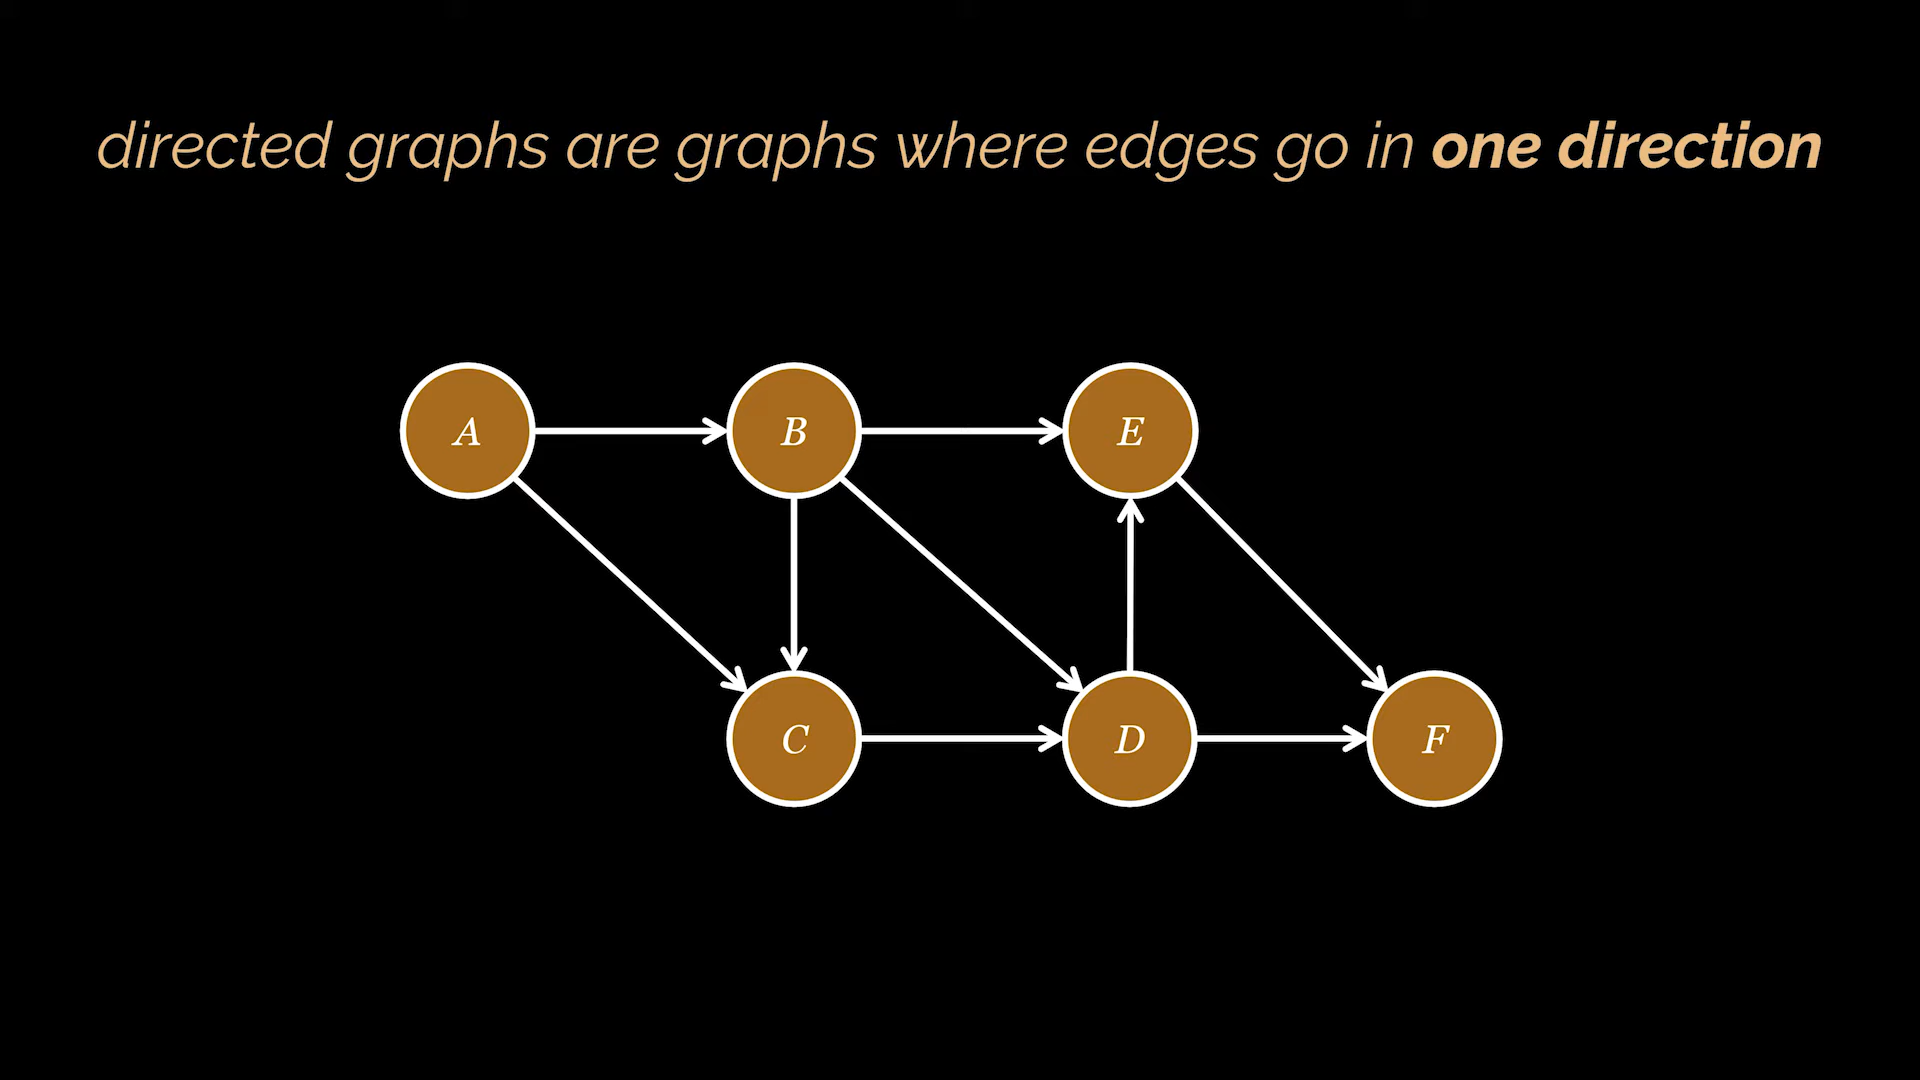 directed graphs are graphs where edges go in one direction
A
B
E
C
D
F